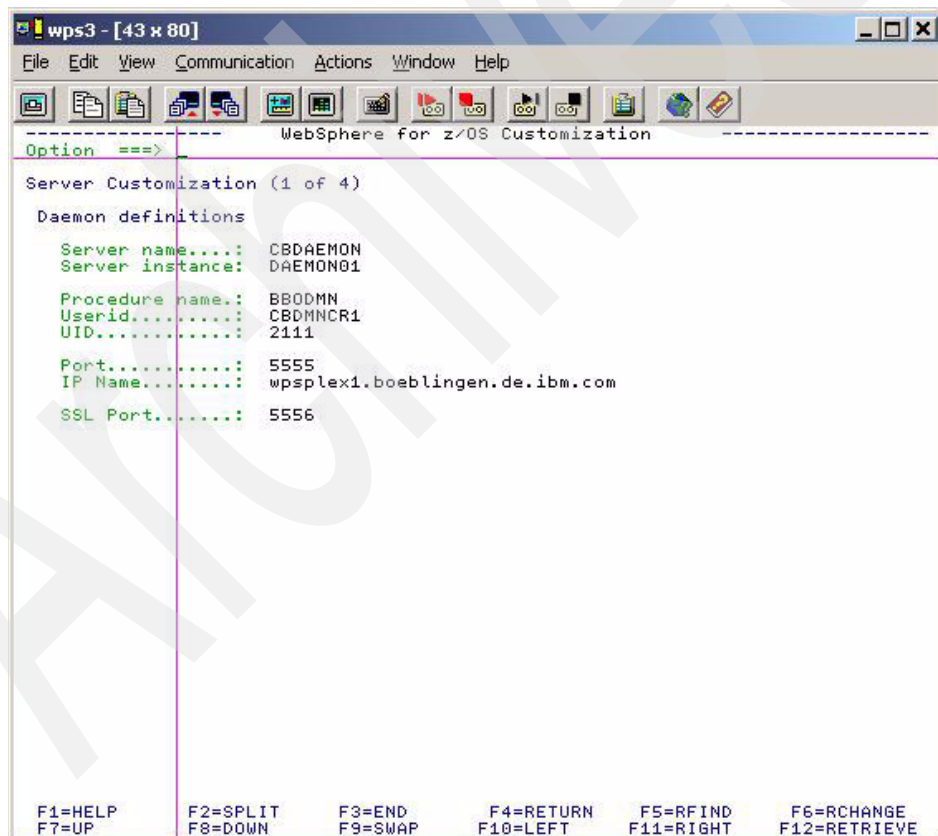 wps3 - [43 x 80]
File Edit View Communication Actions Window Help
----------------- WebSphere for z/OS Customization -----------------
Option ===> _
Server Customization (1 of 4)
Daemon definitions
Server name....: CBDAEMON
Server instance: DAEMON01
Procedure name.: BBODMN
Userid.........: CBDMNCR1
UID............: 2111
Port...........: 5555
IP Name........: wpsplex1.boeblingen.de.ibm.com
SSL Port.......: 5556
F1=HELP F2=SPLIT F3=END F4=RETURN F5=RFIND F6=RCHANGE
F7=UP F8=DOWN F9=SWAP F10=LEFT F11=RIGHT F12=RETRIEVE